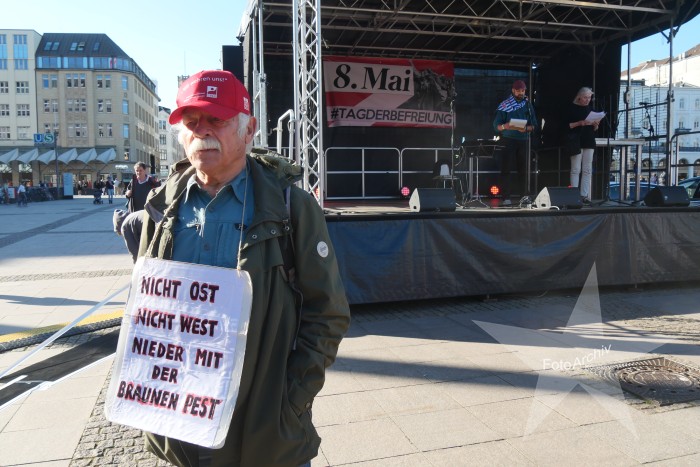 8. Mai
#TAGDERBEFREIUNG
NICHT OST
NICHT WEST
NIEDER MIT
DER
BRAUNEN PEST
FotoArchiv